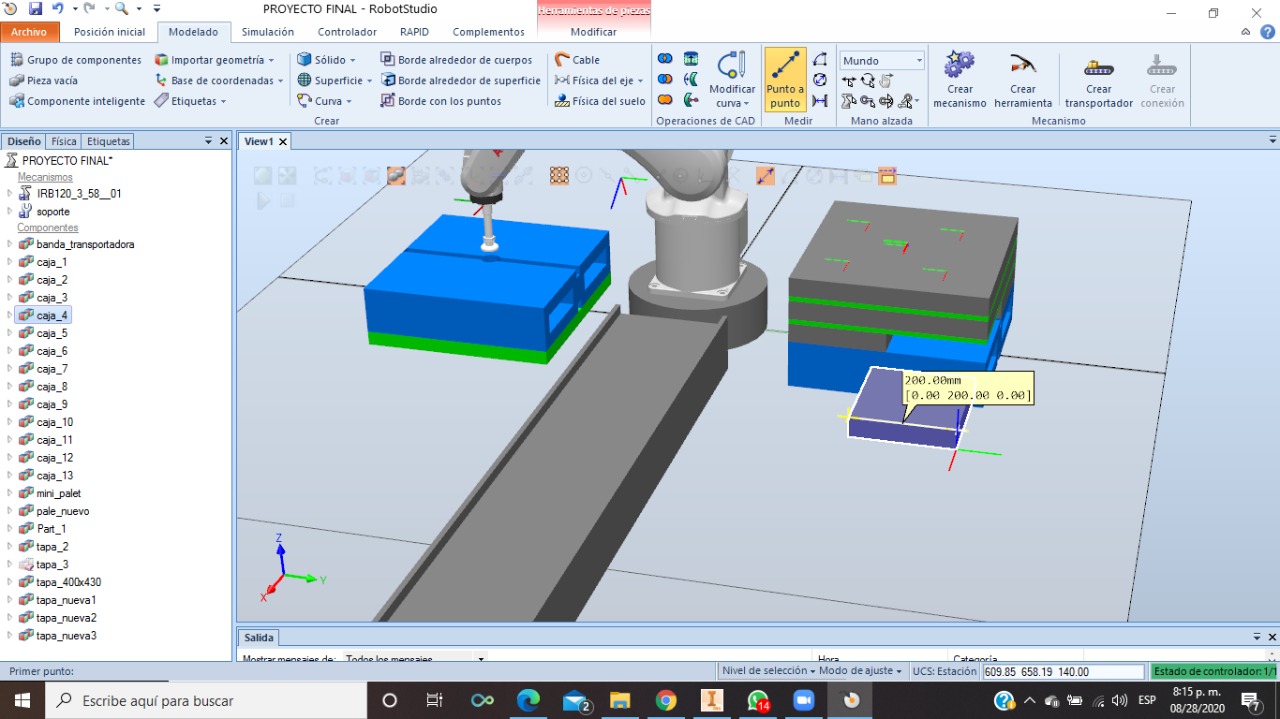 PROYECTO FINAL - RobotStudio
Herramientas de piezas
Archivo
Posición inicial
Modelado
Simulación
Controlador
RAPID
Complementos
Modificar
Grupo de componentes
Pieza vacía
Componente inteligente
Importar geometría
Base de coordenadas
Etiquetas
Sólido
Superficie
Curva
Borde alrededor de cuerpos
Borde alrededor de superficie
Borde con los puntos
Cable
Física del eje
Física del suelo
Crear
Modificar
curva
Operaciones de CAD
Punto a
punto
Medir
Mundo
Mano alzada
Crear
mecanismo
Crear
herramienta
Crear
transportador
Crear
conexión
Mecanismo
Diseño
Física
Etiquetas
PROYECTO FINAL*
Mecanismos
IRB120_3_58__01
soporte
Componentes
banda_transportadora
caja_1
caja_2
caja_3
caja_4
caja_5
caja_6
caja_7
caja_8
caja_9
caja_10
caja_11
caja_12
caja_13
mini_palet
pale_nuevo
Part_1
tapa_2
tapa_3
tapa_400x430
tapa_nueva1
tapa_nueva2
tapa_nueva3
View1
200.00mm
[0.00 200.00 0.00]
Z
Y
X
Salida
Mostrar mensajes de: Todos los mensajes
Hora
Categoría
Primer punto:
Nivel de selección
Modo de ajuste
UCS: Estación
609.85 658.19 140.00
Estado de controlador: 1/1
Escribe aquí para buscar
2
14
ESP
8:15 p. m.
08/28/2020
7